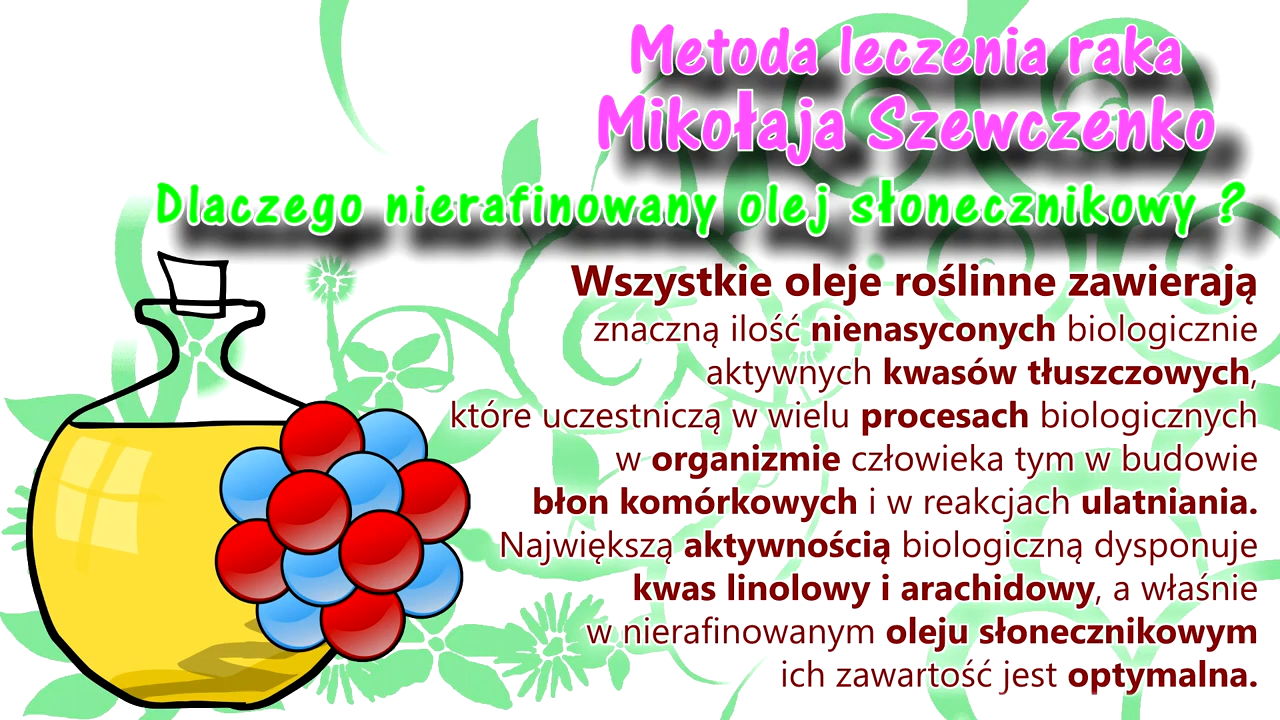 Metoda leczenia raka
Mikołaja Szewczenko
Dlaczego nierafinowany olej słonecznikowy ?
Wszystkie oleje roślinne zawierają
znaczną ilość nienasyconych biologicznie
aktywnych kwasów tłuszczowych,
które uczestniczą w wielu procesach biologicznych
w organizmie człowieka tym w budowie
błon komórkowych i w reakcjach ulatniania.
Największą aktywnością biologiczną dysponuje
kwas linolowy i arachidowy, a właśnie
w nierafinowanym oleju słonecznikowym
ich zawartość jest optymalna.